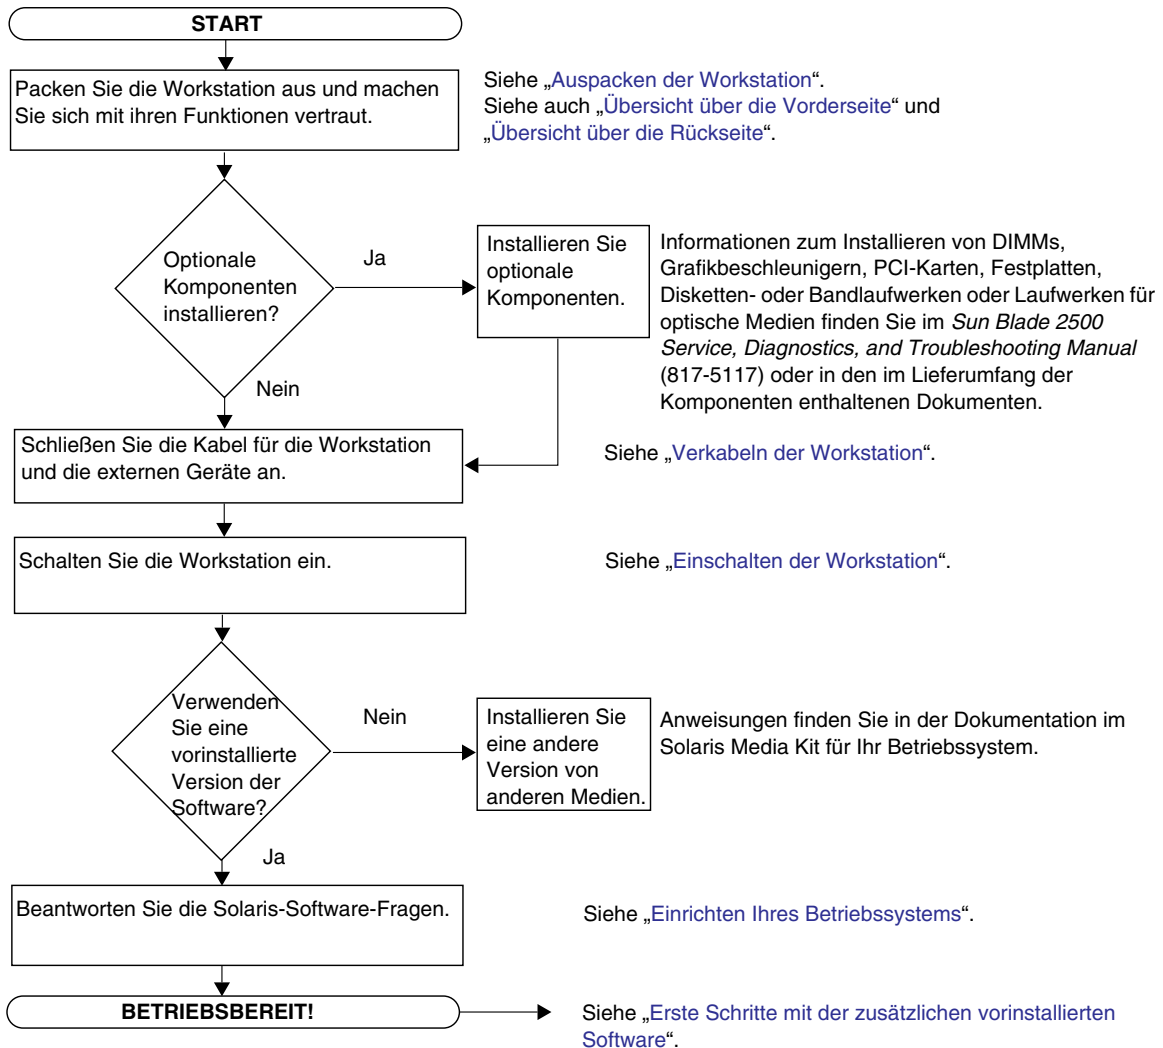 START
Packen Sie die Workstation aus und machen
Sie sich mit ihren Funktionen vertraut.
Siehe „Auspacken der Workstation“.
Siehe auch „Übersicht über die Vorderseite“ und
„Übersicht über die Rückseite“.
Optionale
Komponenten
installieren?
Ja
Installieren Sie
optionale
Komponenten.
Informationen zum Installieren von DIMMs,
Grafikbeschleunigern, PCI-Karten, Festplatten,
Disketten- oder Bandlaufwerken oder Laufwerken für
optische Medien finden Sie im Sun Blade 2500
Service, Diagnostics, and Troubleshooting Manual
(817-5117) oder in den im Lieferumfang der
Komponenten enthaltenen Dokumenten.
Nein
Schließen Sie die Kabel für die Workstation
und die externen Geräte an.
Siehe „Verkabeln der Workstation“.
Schalten Sie die Workstation ein.
Siehe „Einschalten der Workstation“.
Verwenden
Sie eine
vorinstallierte
Version der
Software?
Nein
Installieren Sie
eine andere
Version von
anderen Medien.
Anweisungen finden Sie in der Dokumentation im
Solaris Media Kit für Ihr Betriebssystem.
Ja
Beantworten Sie die Solaris-Software-Fragen.
Siehe „Einrichten Ihres Betriebssystems“.
BETRIEBSBEREIT!
Siehe „Erste Schritte mit der zusätzlichen vorinstallierten
Software“.